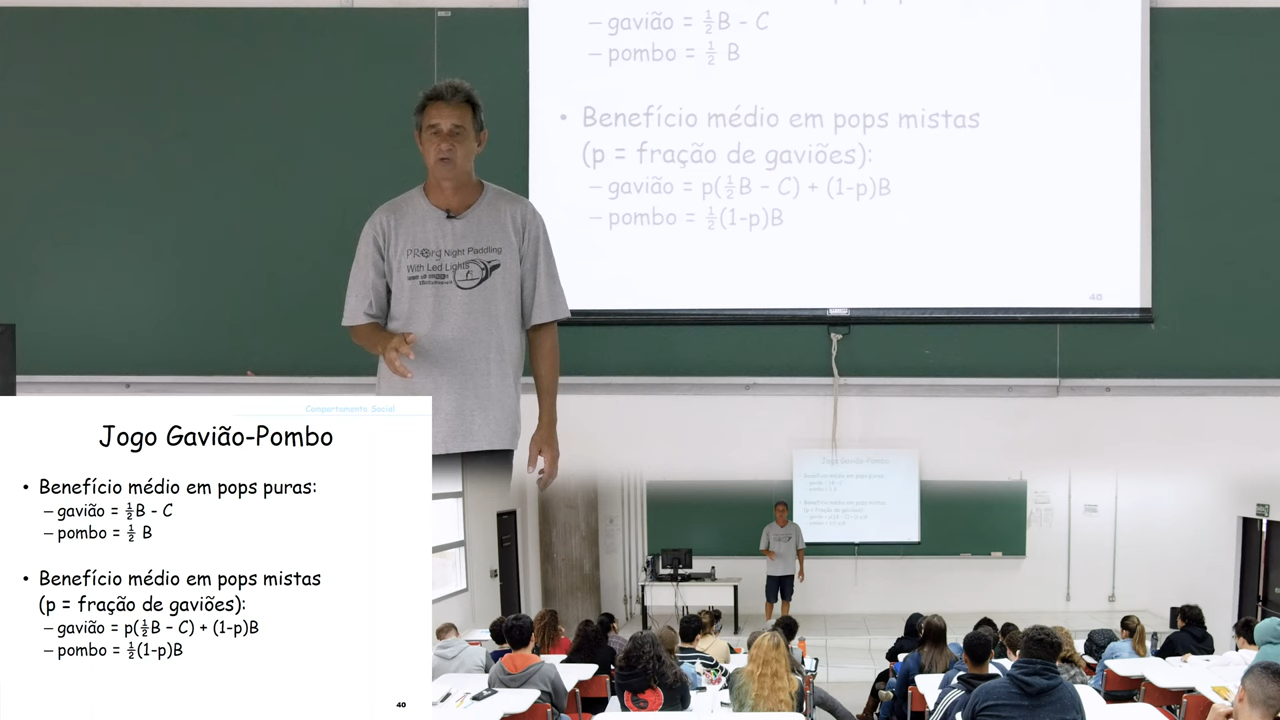 – gavião = ½B - C
– pombo = ½ B
• Benefício médio em pops mistas
(p = fração de gaviões):
– gavião = p(½B – C) + (1-p)B
– pombo = ½(1-p)B
40
Night Paddling
With Led Lights
Comportamento Social
Jogo Gavião-Pombo
• Benefício médio em pops puras:
– gavião = ½B - C
– pombo = ½ B
• Benefício médio em pops mistas
(p = fração de gaviões):
– gavião = p(½B – C) + (1-p)B
– pombo = ½(1-p)B
40
Jogo Gavião-Pombo